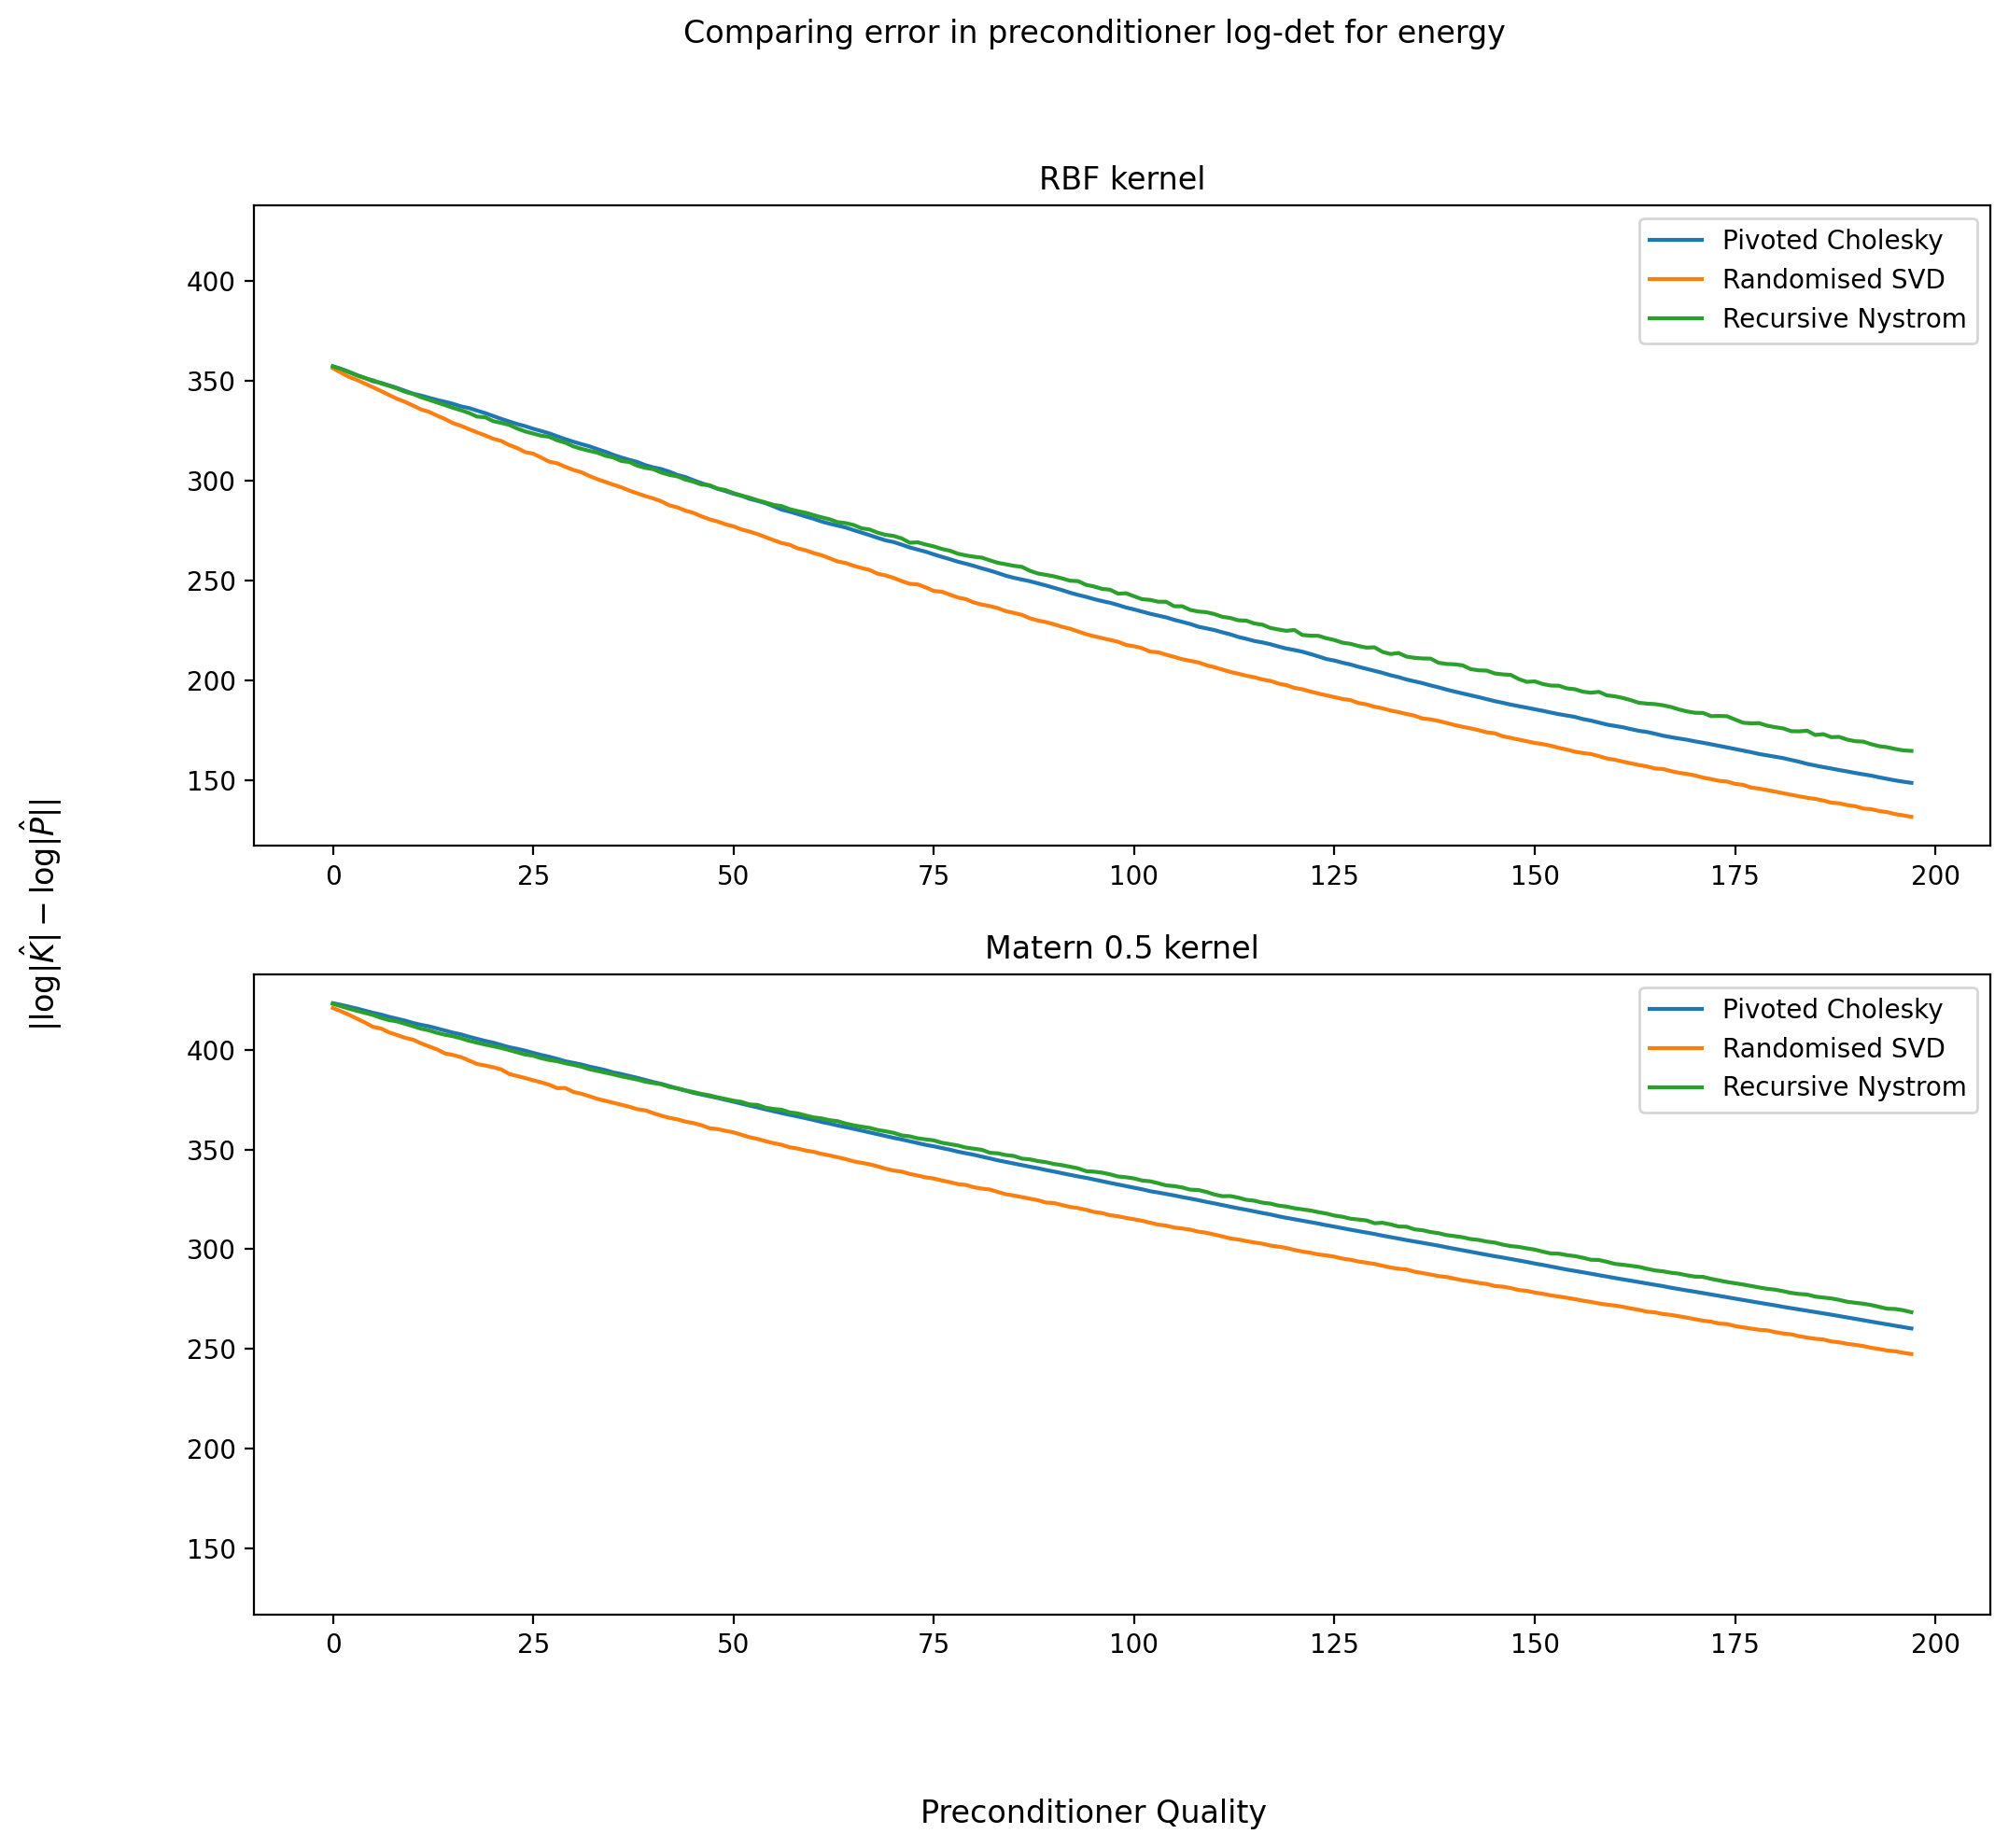 Comparing error in preconditioner log-det for energy
RBF kernel
400
350
300
250
200
150
0 25 50 75 100 125 150 175 200
Pivoted Cholesky
Randomised SVD
Recursive Nystrom
|log|K̂| − log|P̂||
Matern 0.5 kernel
400
350
300
250
200
150
0 25 50 75 100 125 150 175 200
Pivoted Cholesky
Randomised SVD
Recursive Nystrom
Preconditioner Quality